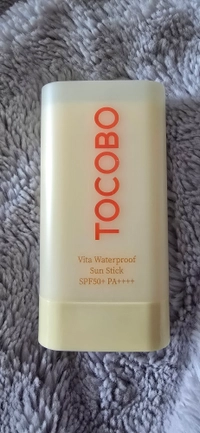 TOCOBO
Vita Waterproof
Sun Stick
SPF50+ PA++++